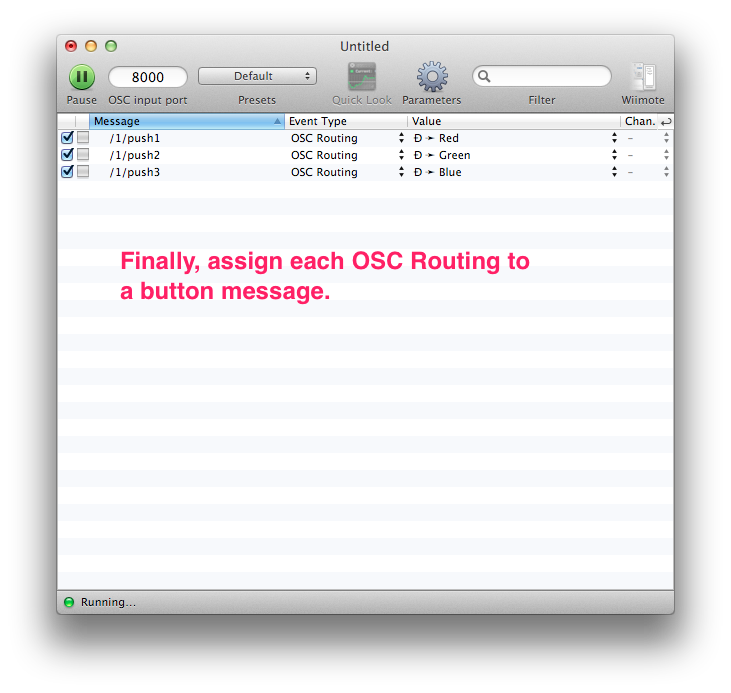 Untitled
8000
Default
Pause
OSC input port
Presets
Quick Look
Parameters
Filter
Wiimote
Message
Event Type
Value
Chan.
/1/push1
OSC Routing
Đ ➛ Red
–
/1/push2
OSC Routing
Đ ➛ Green
–
/1/push3
OSC Routing
Đ ➛ Blue
–
Finally, assign each OSC Routing to
a button message.
Running...